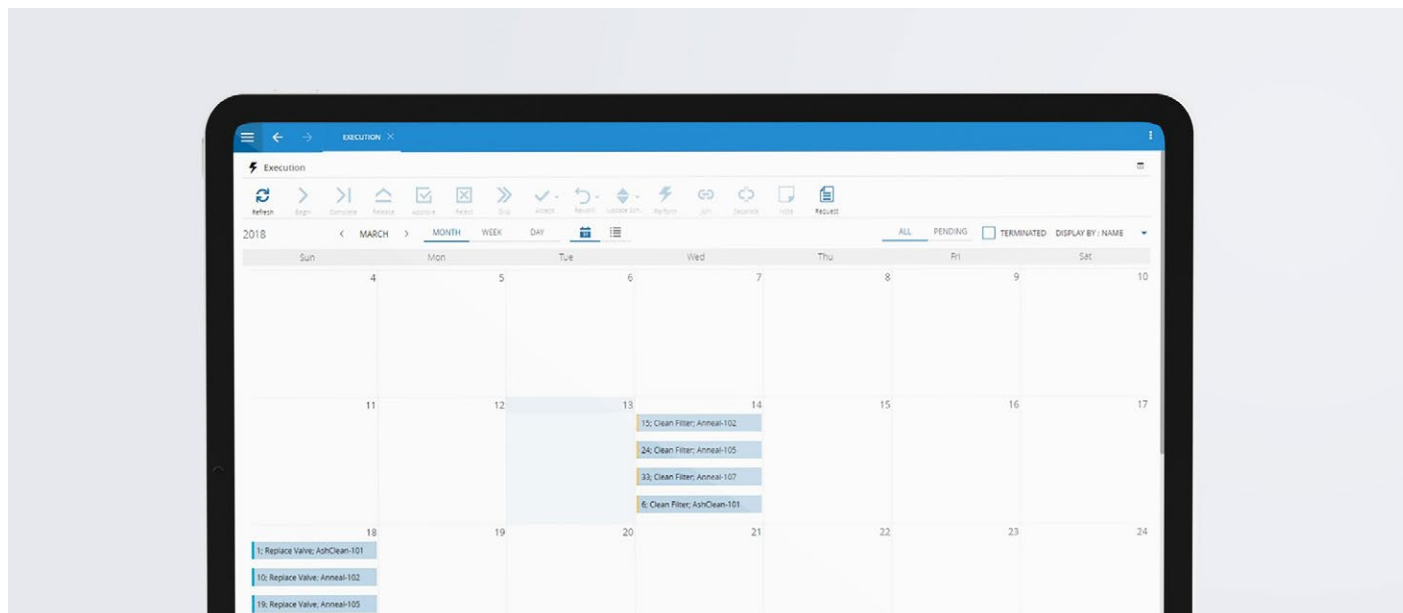 EXECUTION
Execution
Refresh Begin Complete Release Approve Reject Skip Accept Perform Join Separate Note Request
2018 MARCH MONTH WEEK DAY ALL PENDING TERMINATED DISPLAY BY : NAME
Sun Mon Tue Wed Thu Fri Sat
4 5 6 7 8 9 10
11 12 13 14 15 16 17
15; Clean Filter; Anneal-102
24; Clean Filter; Anneal-105
33; Clean Filter; Anneal-107
6; Clean Filter; AshClean-101
18 19 20 21 22 23 24
1; Replace Valve; AshClean-101
10; Replace Valve; Anneal-102
19; Replace Valve; Anneal-105